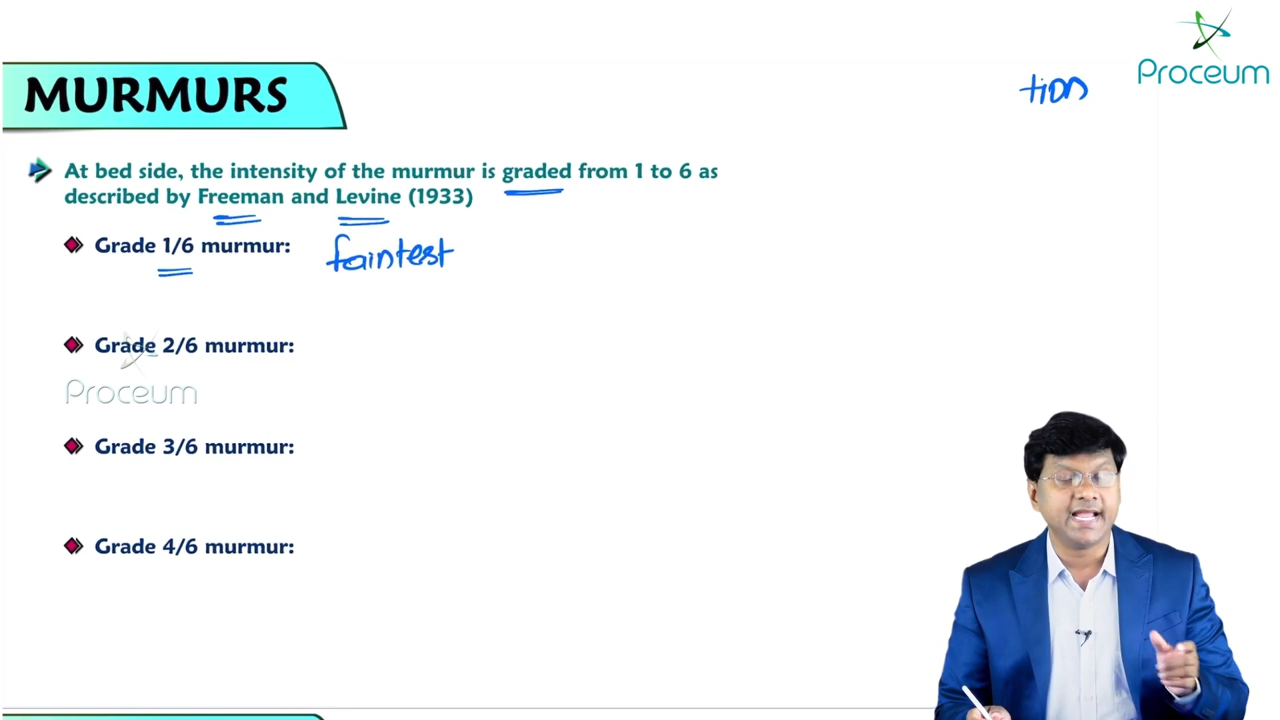 Proceum
tion
MURMURS
At bed side, the intensity of the murmur is graded from 1 to 6 as
described by Freeman and Levine (1933)
Grade 1/6 murmur: faintest
Grade 2/6 murmur:
Proceum
Grade 3/6 murmur:
Grade 4/6 murmur: